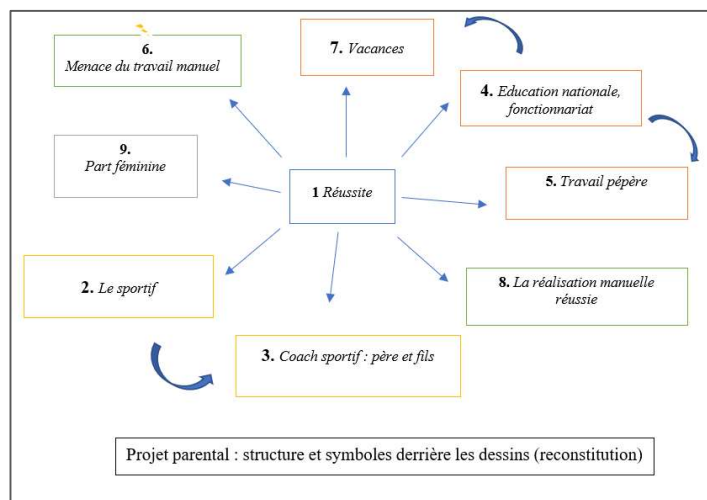 6.
Menace du travail manuel
7. Vacances
4. Education nationale,
fonctionnariat
9.
Part féminine
1 Réussite
5. Travail pépère
2. Le sportif
8. La réalisation manuelle
réussie
3. Coach sportif : père et fils
Projet parental : structure et symboles derrière les dessins (reconstitution)